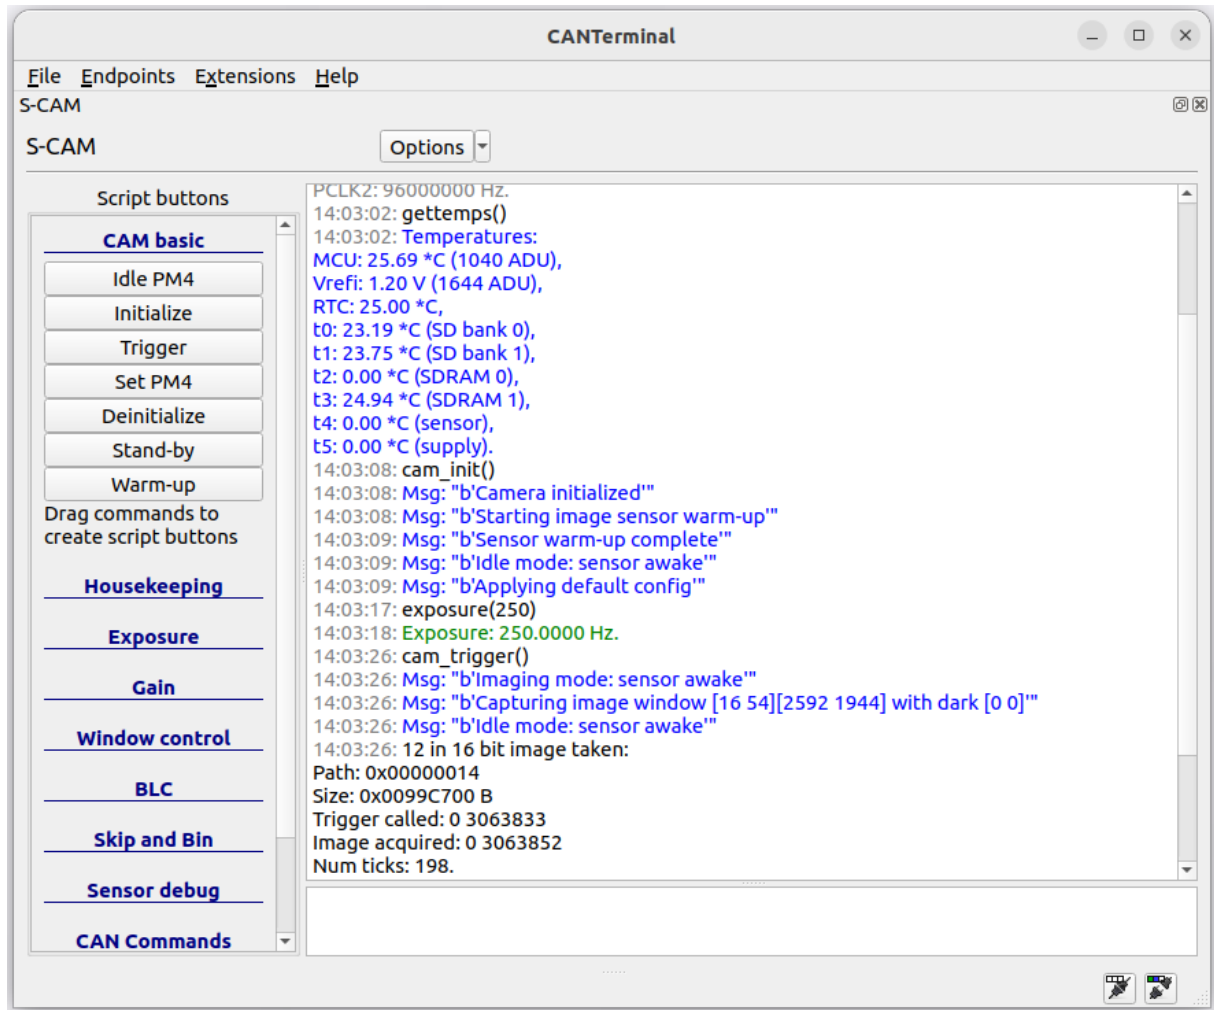 CANTerminal
File Endpoints Extensions Help
S-CAM
S-CAM
Options
Script buttons
CAM basic
Idle PM4
Initialize
Trigger
Set PM4
Deinitialize
Stand-by
Warm-up
Drag commands to
create script buttons
Housekeeping
Exposure
Gain
Window control
BLC
Skip and Bin
Sensor debug
CAN Commands
PCLK2: 96000000 Hz.
14:03:02: gettemps()
14:03:02: Temperatures:
MCU: 25.69 *C (1040 ADU),
Vrefi: 1.20 V (1644 ADU),
RTC: 25.00 *C,
t0: 23.19 *C (SD bank 0),
t1: 23.75 *C (SD bank 1),
t2: 0.00 *C (SDRAM 0),
t3: 24.94 *C (SDRAM 1),
t4: 0.00 *C (sensor),
t5: 0.00 *C (supply).
14:03:08: cam_init()
14:03:08: Msg: "b'Camera initialized'"
14:03:08: Msg: "b'Starting image sensor warm-up'"
14:03:09: Msg: "b'Sensor warm-up complete'"
14:03:09: Msg: "b'Idle mode: sensor awake'"
14:03:09: Msg: "b'Applying default config'"
14:03:17: exposure(250)
14:03:18: Exposure: 250.0000 Hz.
14:03:26: cam_trigger()
14:03:26: Msg: "b'Imaging mode: sensor awake'"
14:03:26: Msg: "b'Capturing image window [16 54][2592 1944] with dark [0 0]'"
14:03:26: Msg: "b'Idle mode: sensor awake'"
14:03:26: 12 in 16 bit image taken:
Path: 0x00000014
Size: 0x0099C700 B
Trigger called: 0 3063833
Image acquired: 0 3063852
Num ticks: 198.